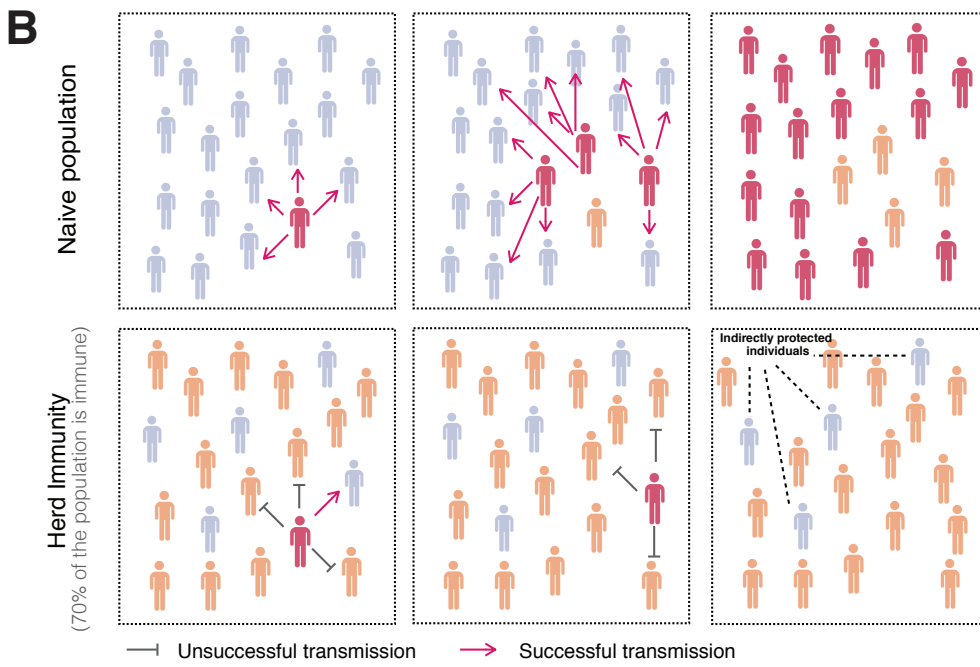 B
Naive population
Herd Immunity
(70% of the population is immune)
Indirectly protected
individuals
Unsuccessful transmission
Successful transmission